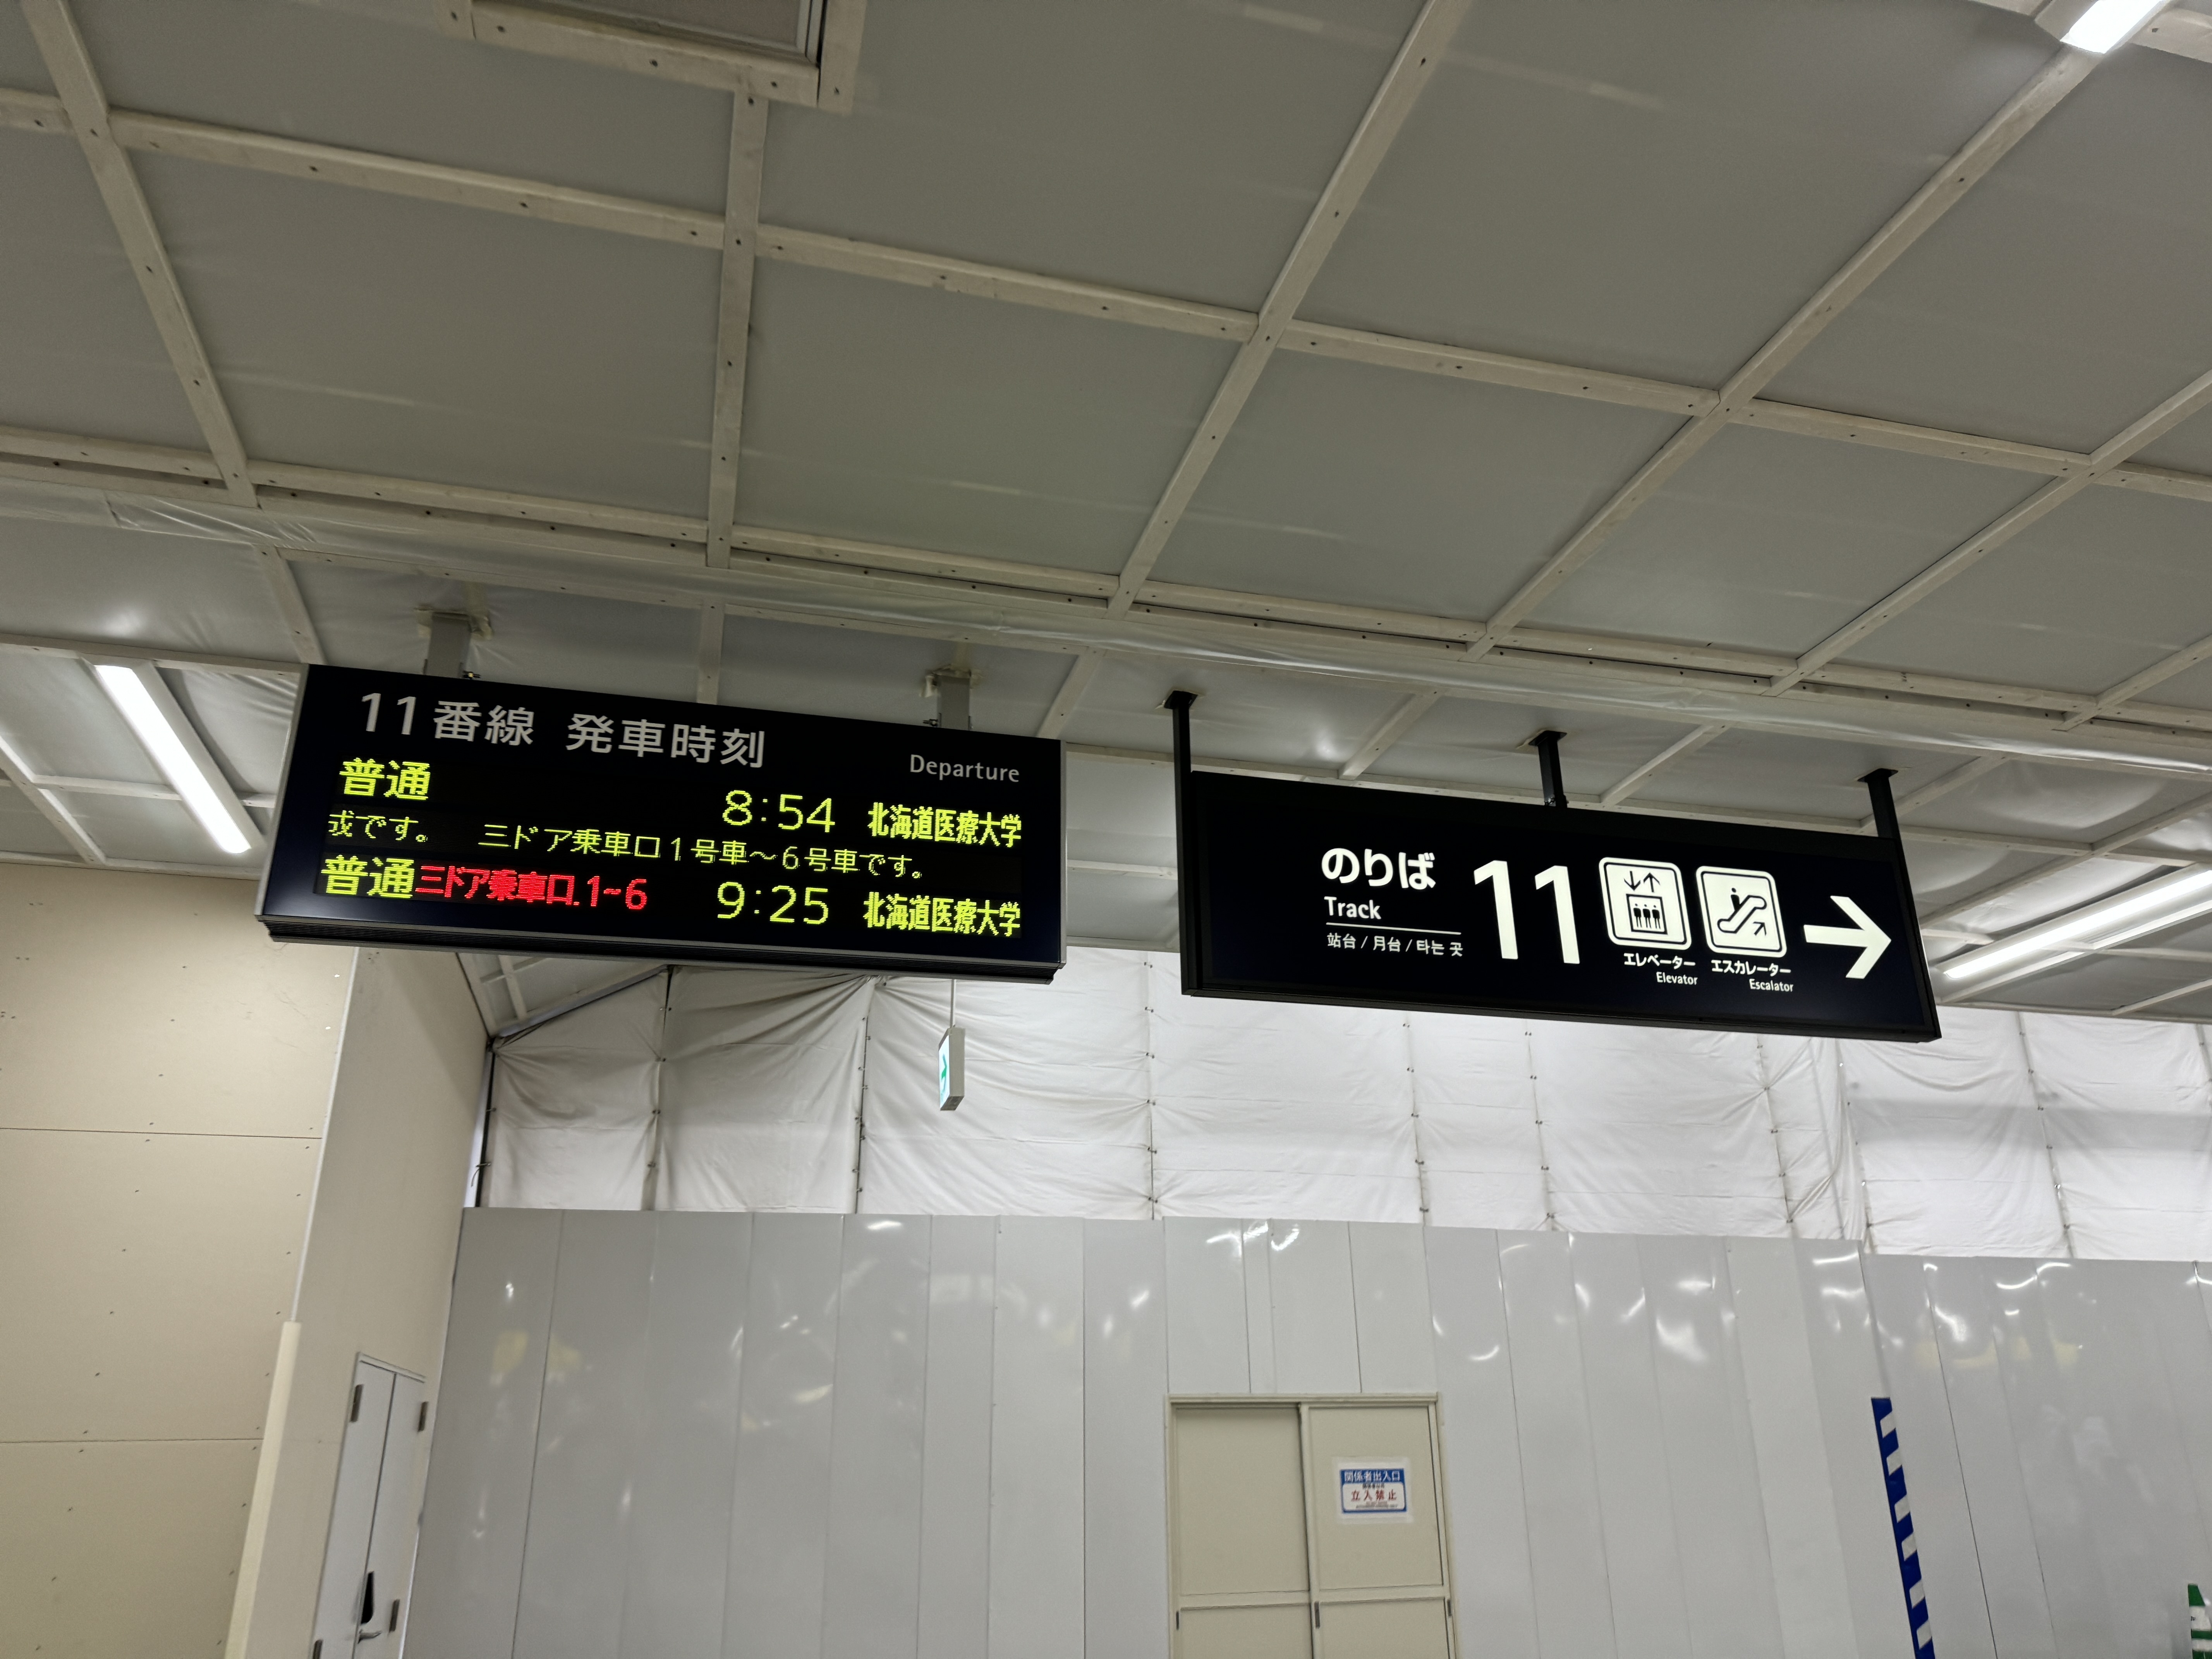 11番線 発車時刻
Departure
普通 8:54 北海道医療大学
成です。 三ドア乗車口1号車～6号車です。
普通 三ドア乗車口1~6 9:25 北海道医療大学
のりば
Track
站台 / 月台 / 타는 곳
11
エレベーター
Elevator
エスカレーター
Escalator
関係者出入口
立入禁止